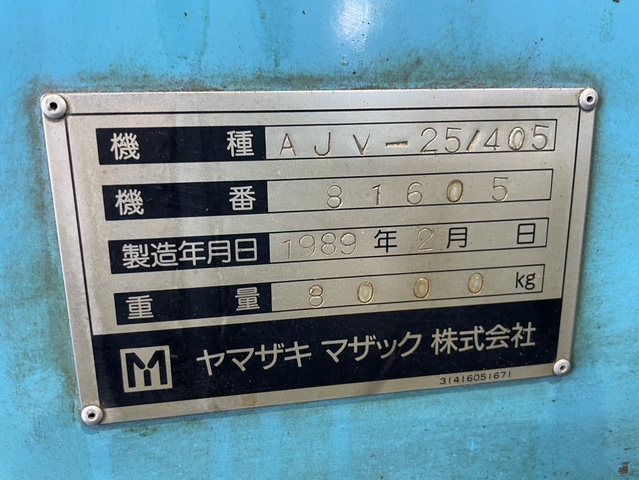 機種 AJV-25/405
機番 81605
製造年月日 1989年2月 日
重量 8000kg
ヤマザキ マザック 株式会社
31416051671